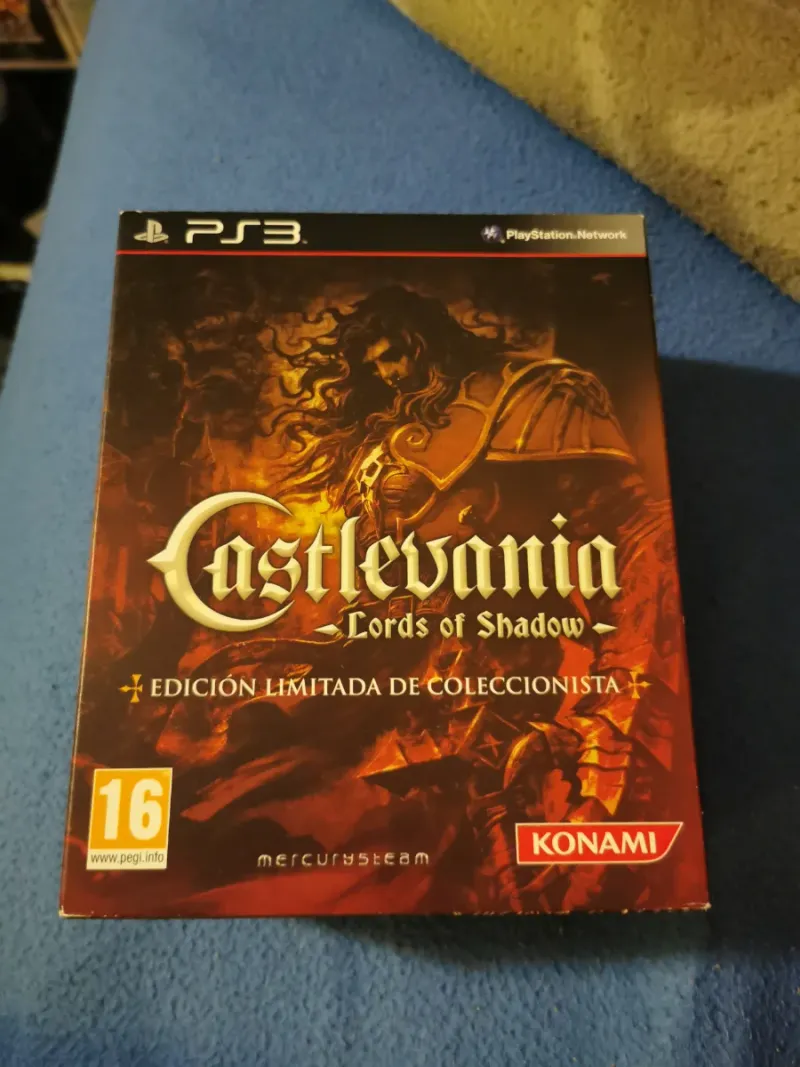 PS3
PlayStation®Network
Castlevania
Lords of Shadow
EDICIÓN LIMITADA DE COLECCIONISTA
16
www.pegi.info
mercurysteam
KONAMI